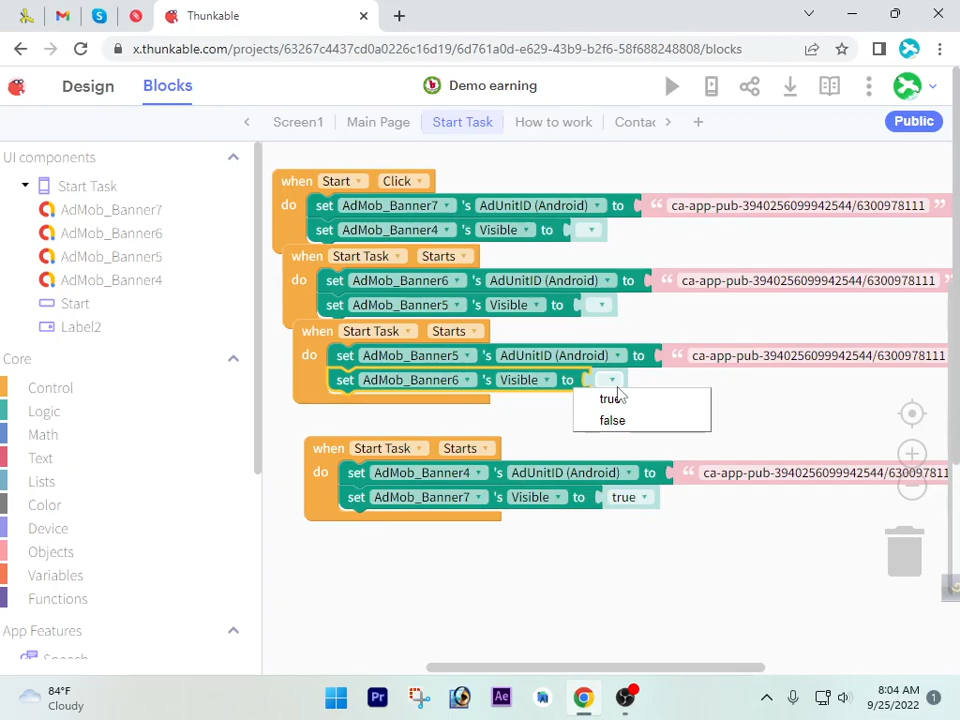 Thunkable
x.thunkable.com/projects/63267c4437cd0a0226c16d19/6d761a0d-e629-43b9-b2f6-58f688248808/blocks
Design
Blocks
Demo earning
Screen1
Main Page
Start Task
How to work
Contac
Public
UI components
Start Task
AdMob_Banner7
AdMob_Banner6
AdMob_Banner5
AdMob_Banner4
Start
Label2
Core
Control
Logic
Math
Text
Lists
Color
Device
Objects
Variables
Functions
App Features
Speech
when Start Click
do set AdMob_Banner7 's AdUnitID (Android) to “ ca-app-pub-3940256099942544/6300978111 ”
set AdMob_Banner4 's Visible to
when Start Task Starts
do set AdMob_Banner6 's AdUnitID (Android) to “ ca-app-pub-3940256099942544/6300978111 ”
set AdMob_Banner5 's Visible to
when Start Task Starts
do set AdMob_Banner5 's AdUnitID (Android) to “ ca-app-pub-3940256099942544/6300978111
set AdMob_Banner6 's Visible to
true
false
when Start Task Starts
do set AdMob_Banner4 's AdUnitID (Android) to “ ca-app-pub-3940256099942544/6300978111
set AdMob_Banner7 's Visible to true
84°F
Cloudy
Pr
Ae
8:04 AM
9/25/2022
1